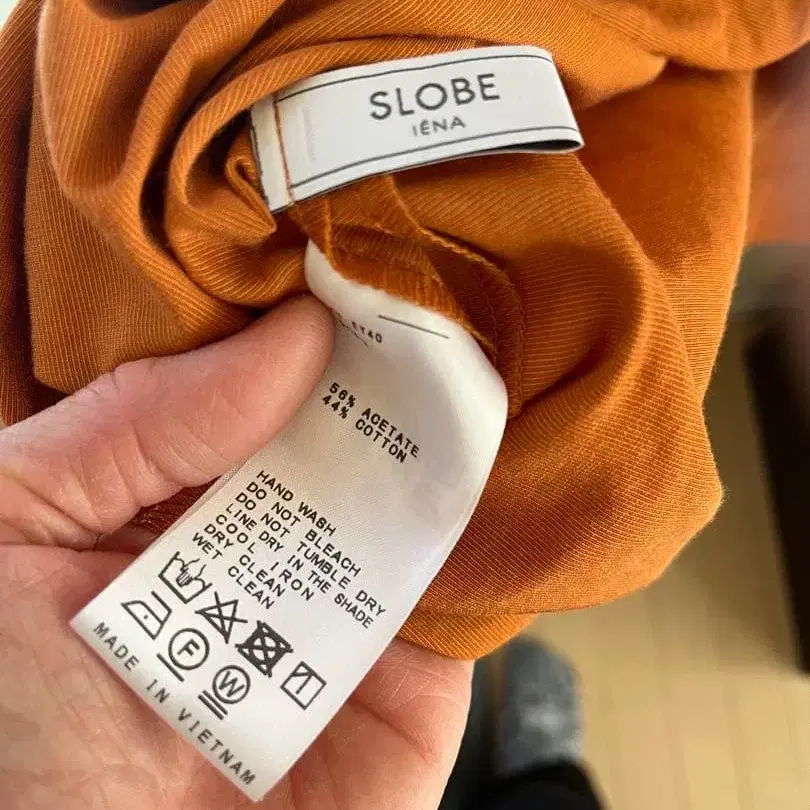 SLOBE
IÉNA
56% ACETATE
44% COTTON
HAND WASH
DO NOT BLEACH
DO NOT TUMBLE DRY
LINE DRY IN THE SHADE
COOL IRON
DRY CLEAN
WET CLEAN
F
W
MADE IN VIETNAM